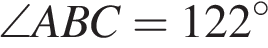 ∠ABC = 122°